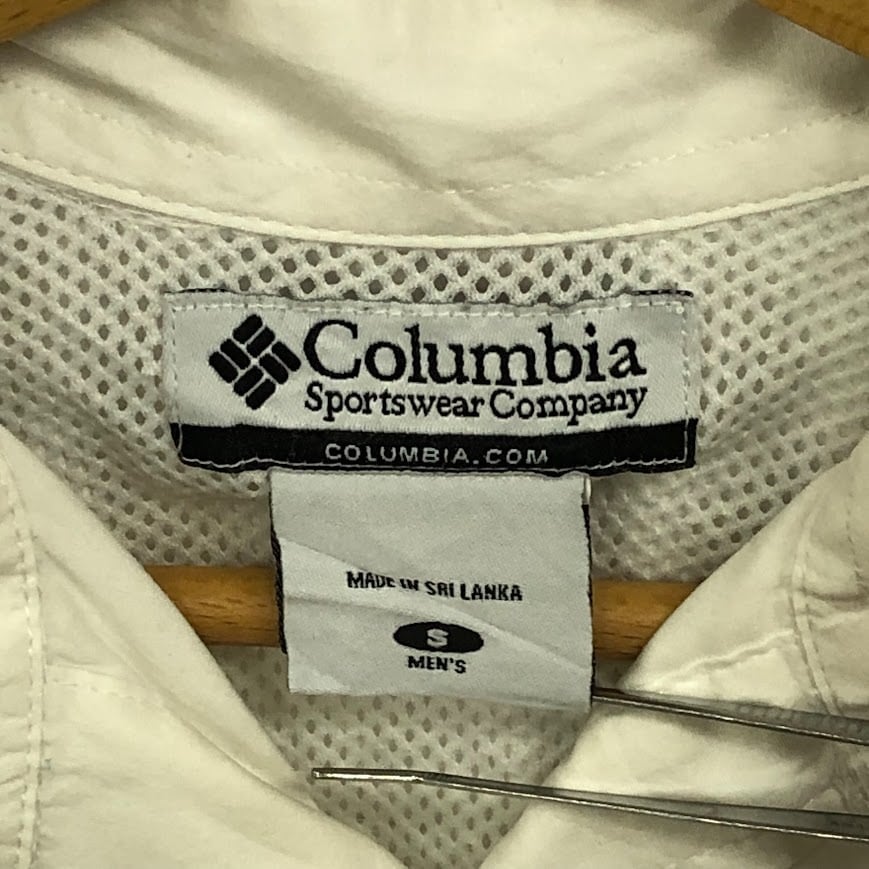 Columbia
Sportswear Company
COLUMBIA.COM
MADE IN SRI LANKA
S
MEN'S